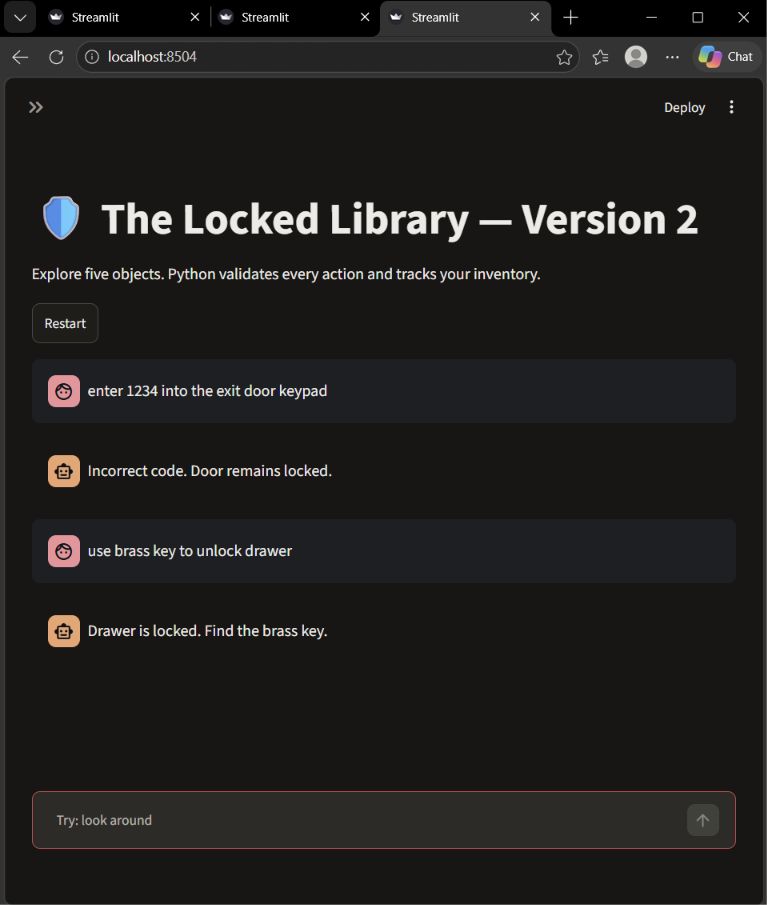 Streamlit
Streamlit
Streamlit
localhost:8504
Chat
Deploy
The Locked Library — Version 2
Explore five objects. Python validates every action and tracks your inventory.
Restart
enter 1234 into the exit door keypad
Incorrect code. Door remains locked.
use brass key to unlock drawer
Drawer is locked. Find the brass key.
Try: look around